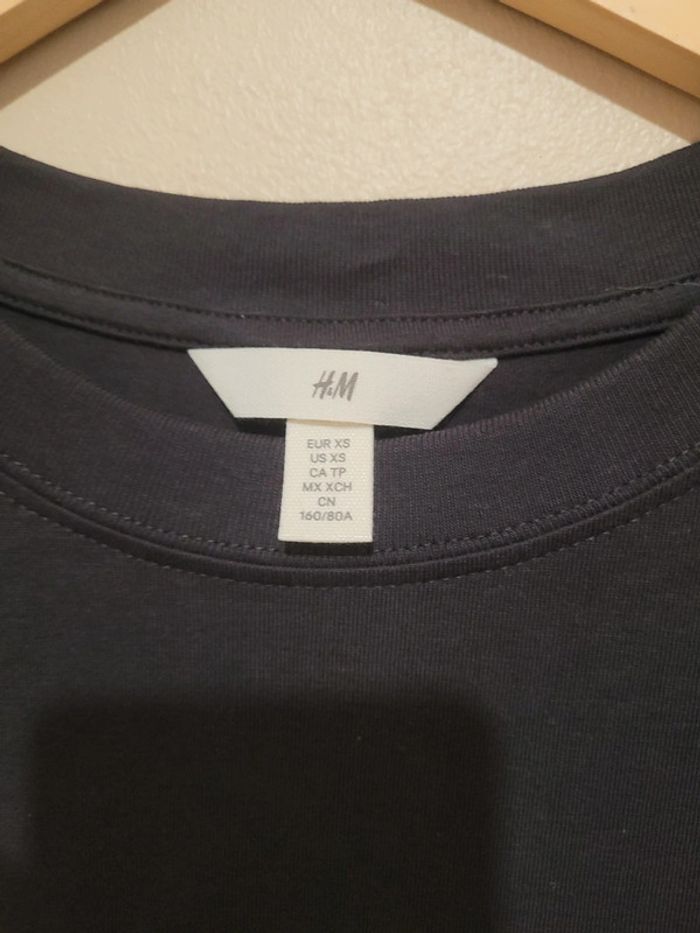 H&M
EUR XS
US XS
CA TP
MX XCH
CN
160/80A